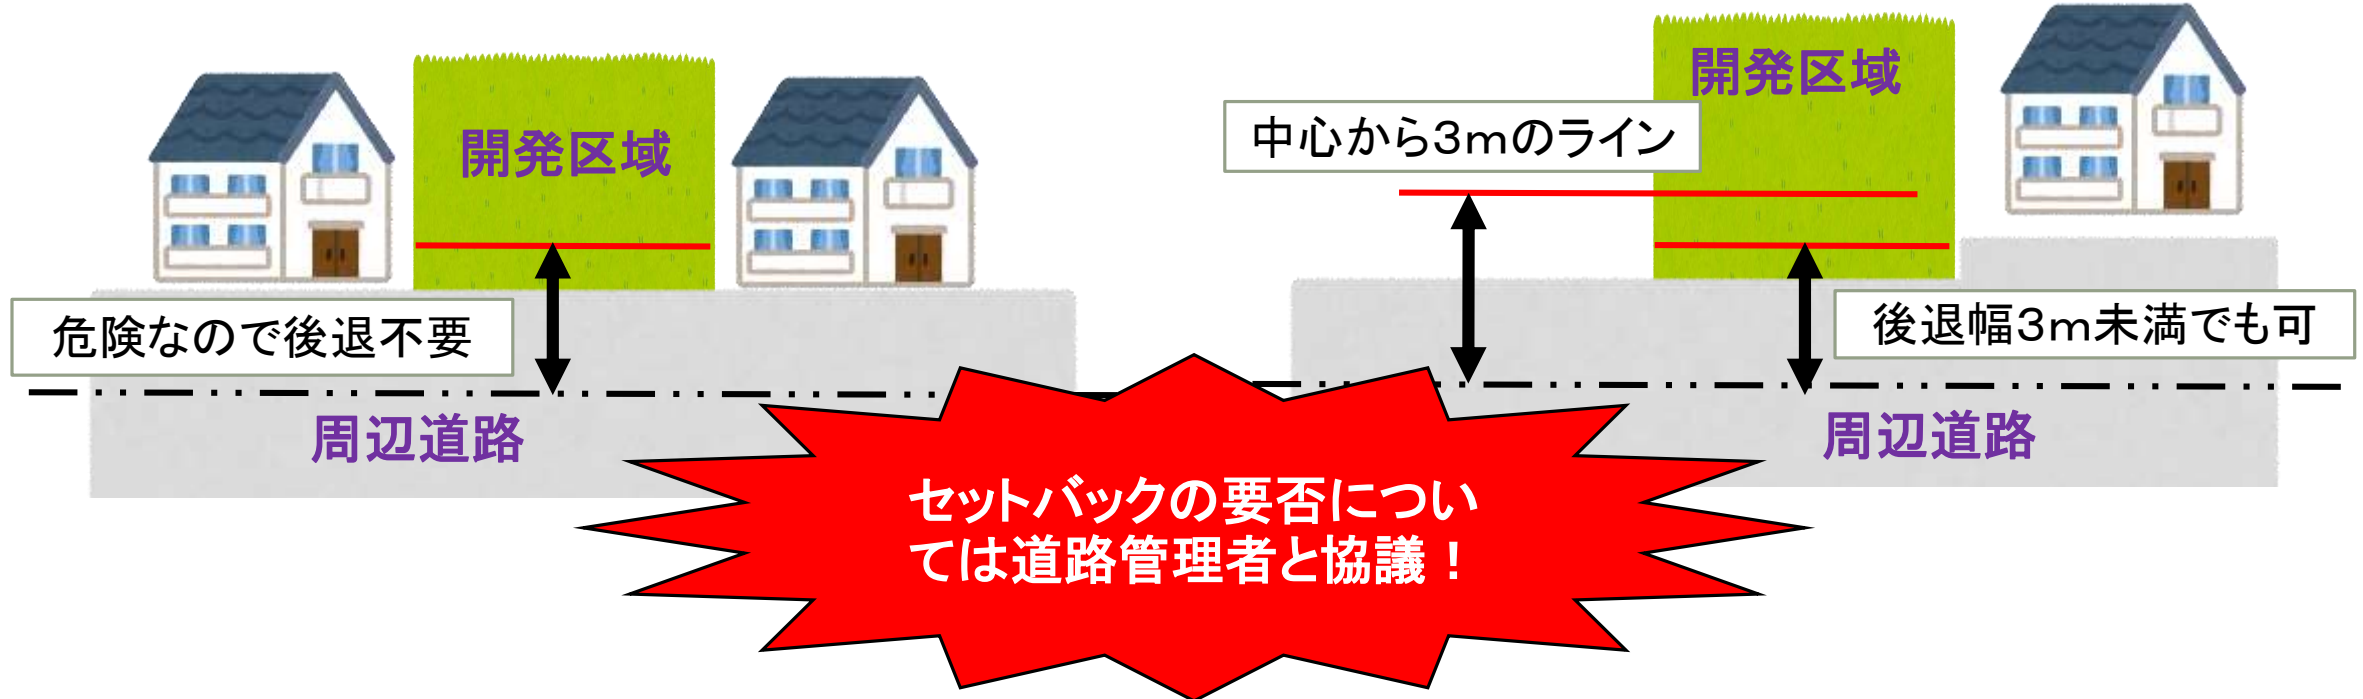 開発区域
危険なので後退不要
周辺道路
開発区域
中心から3mのライン
後退幅3m未満でも可
周辺道路
セットバックの要否につい
ては道路管理者と協議！